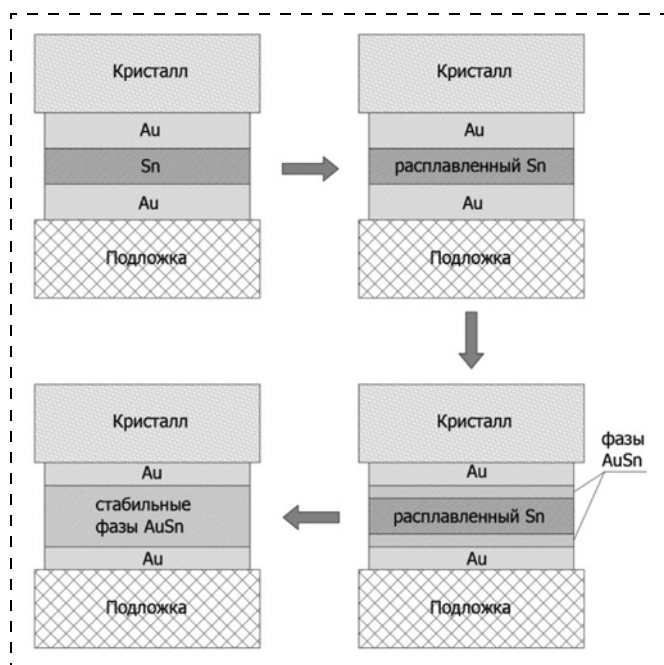 Кристалл
Au
Sn
Au
Подложка
Кристалл
Au
расплавленный Sn
Au
Подложка
Кристалл
Au
стабильные
фазы AuSn
Au
Подложка
Кристалл
Au
расплавленный Sn
Au
Подложка
фазы
AuSn